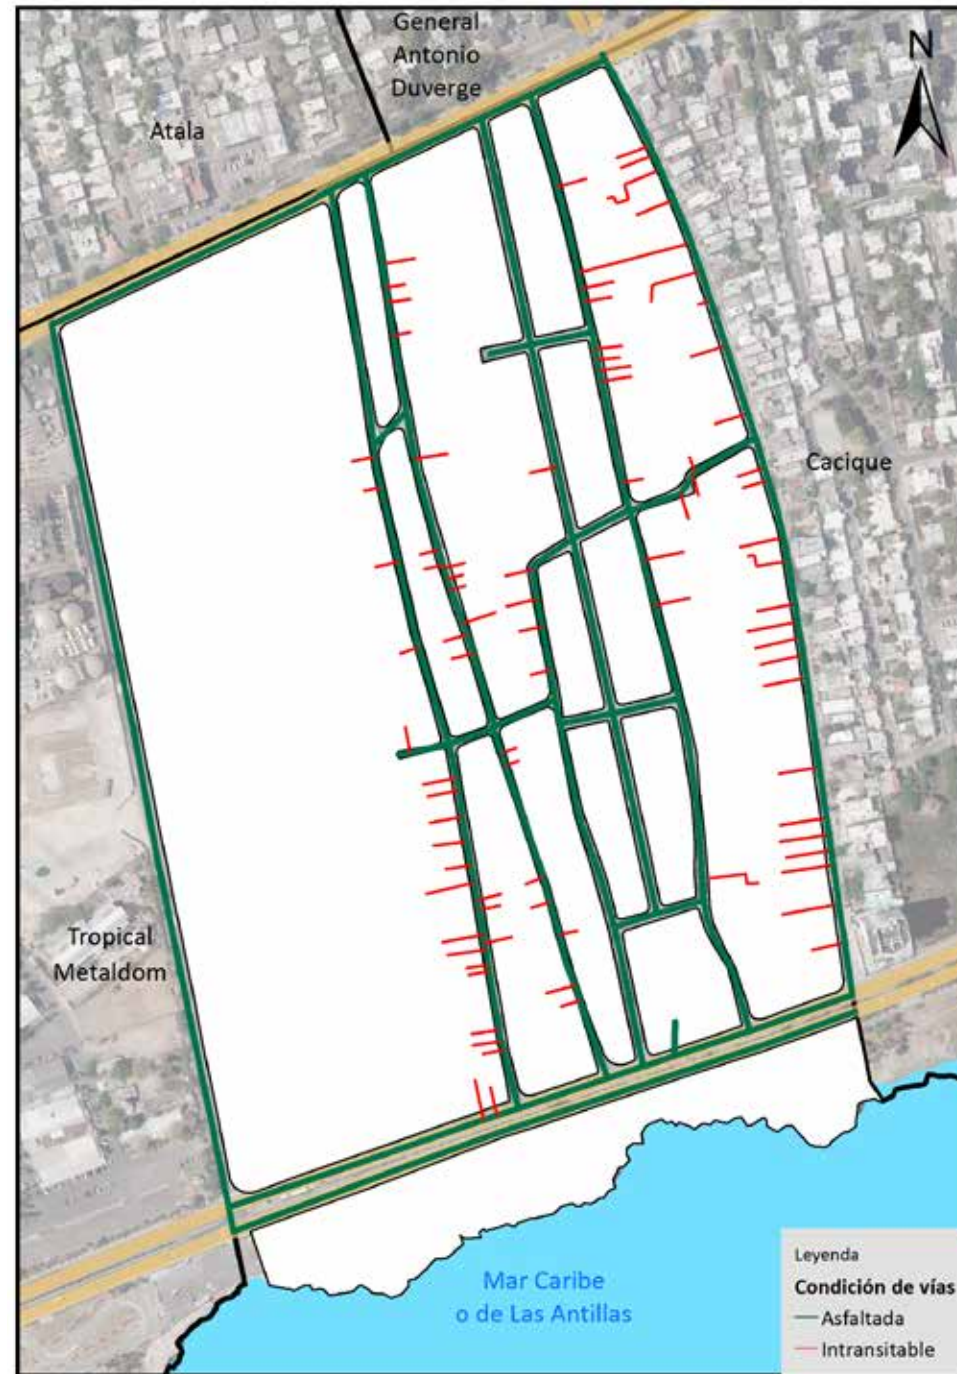 General
Antonio
Duverge
N
Atala
Cacique
Tropical
Metaldom
Mar Caribe
o de Las Antillas
Leyenda
Condición de vías
Asfaltada
Intransitable